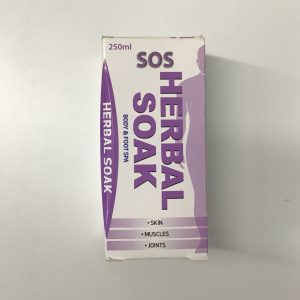 250ml
SOS
HERBAL
SOAK
BODY & FOOT SPA
• SKIN
• MUSCLES
• JOINTS
HERBAL SOAK